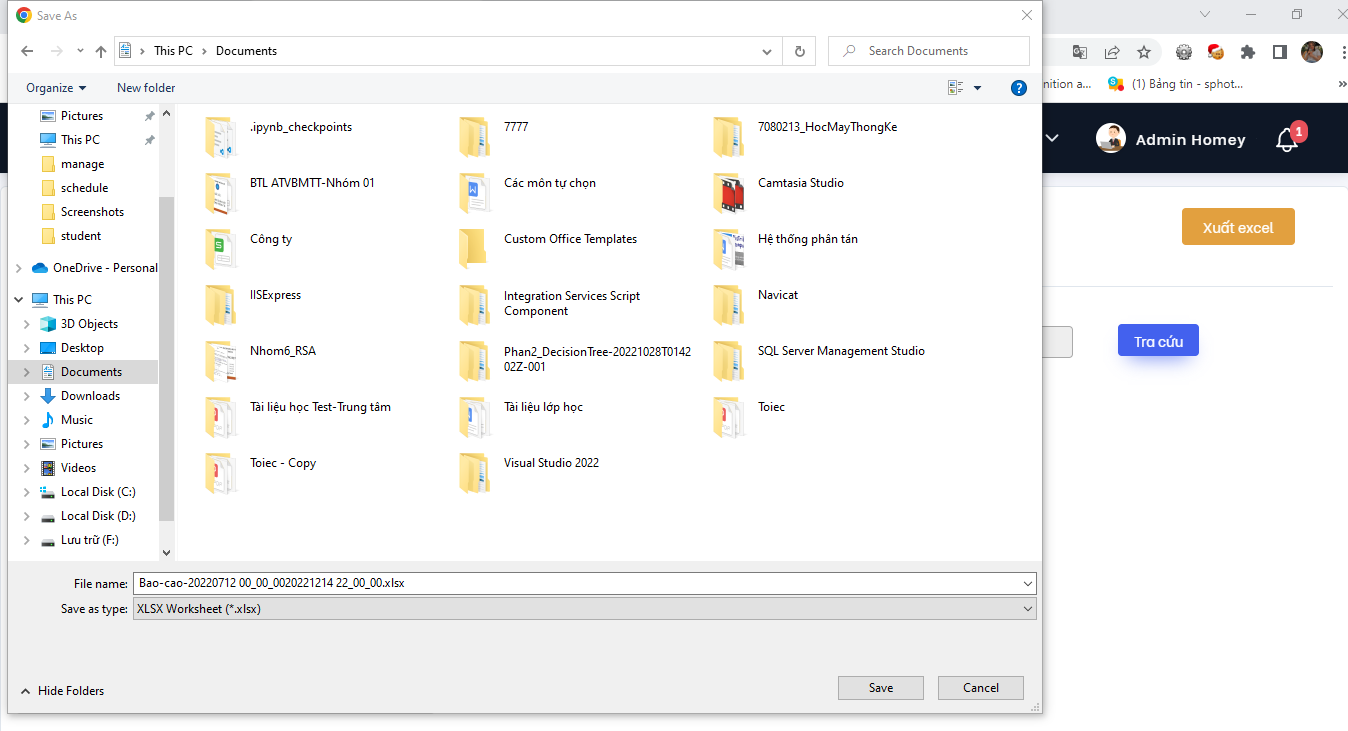 Save As
This PC
Documents
Search Documents
Organize
New folder
?
nition a...
(1) Bảng tin - sphot...
»
Admin Homey
1
Xuất excel
Tra cứu
Pictures
This PC
manage
schedule
Screenshots
student
OneDrive - Personal
This PC
3D Objects
Desktop
Documents
Downloads
Music
Pictures
Videos
Local Disk (C:)
Local Disk (D:)
Lưu trữ (F:)
.ipynb_checkpoints
7777
7080213_HocMayThongKe
BTL ATVBMTT-Nhóm 01
Các môn tự chọn
Camtasia Studio
Công ty
Custom Office Templates
Hệ thống phân tán
IISExpress
Integration Services Script
Component
Navicat
Nhom6_RSA
Phan2_DecisionTree-20221028T0142
02Z-001
SQL Server Management Studio
Tài liệu học Test-Trung tâm
Tài liệu lớp học
Toiec
Toiec - Copy
Visual Studio 2022
File name: Bao-cao-20220712 00_00_0020221214 22_00_00.xlsx
Save as type: XLSX Worksheet (*.xlsx)
Hide Folders
Save
Cancel